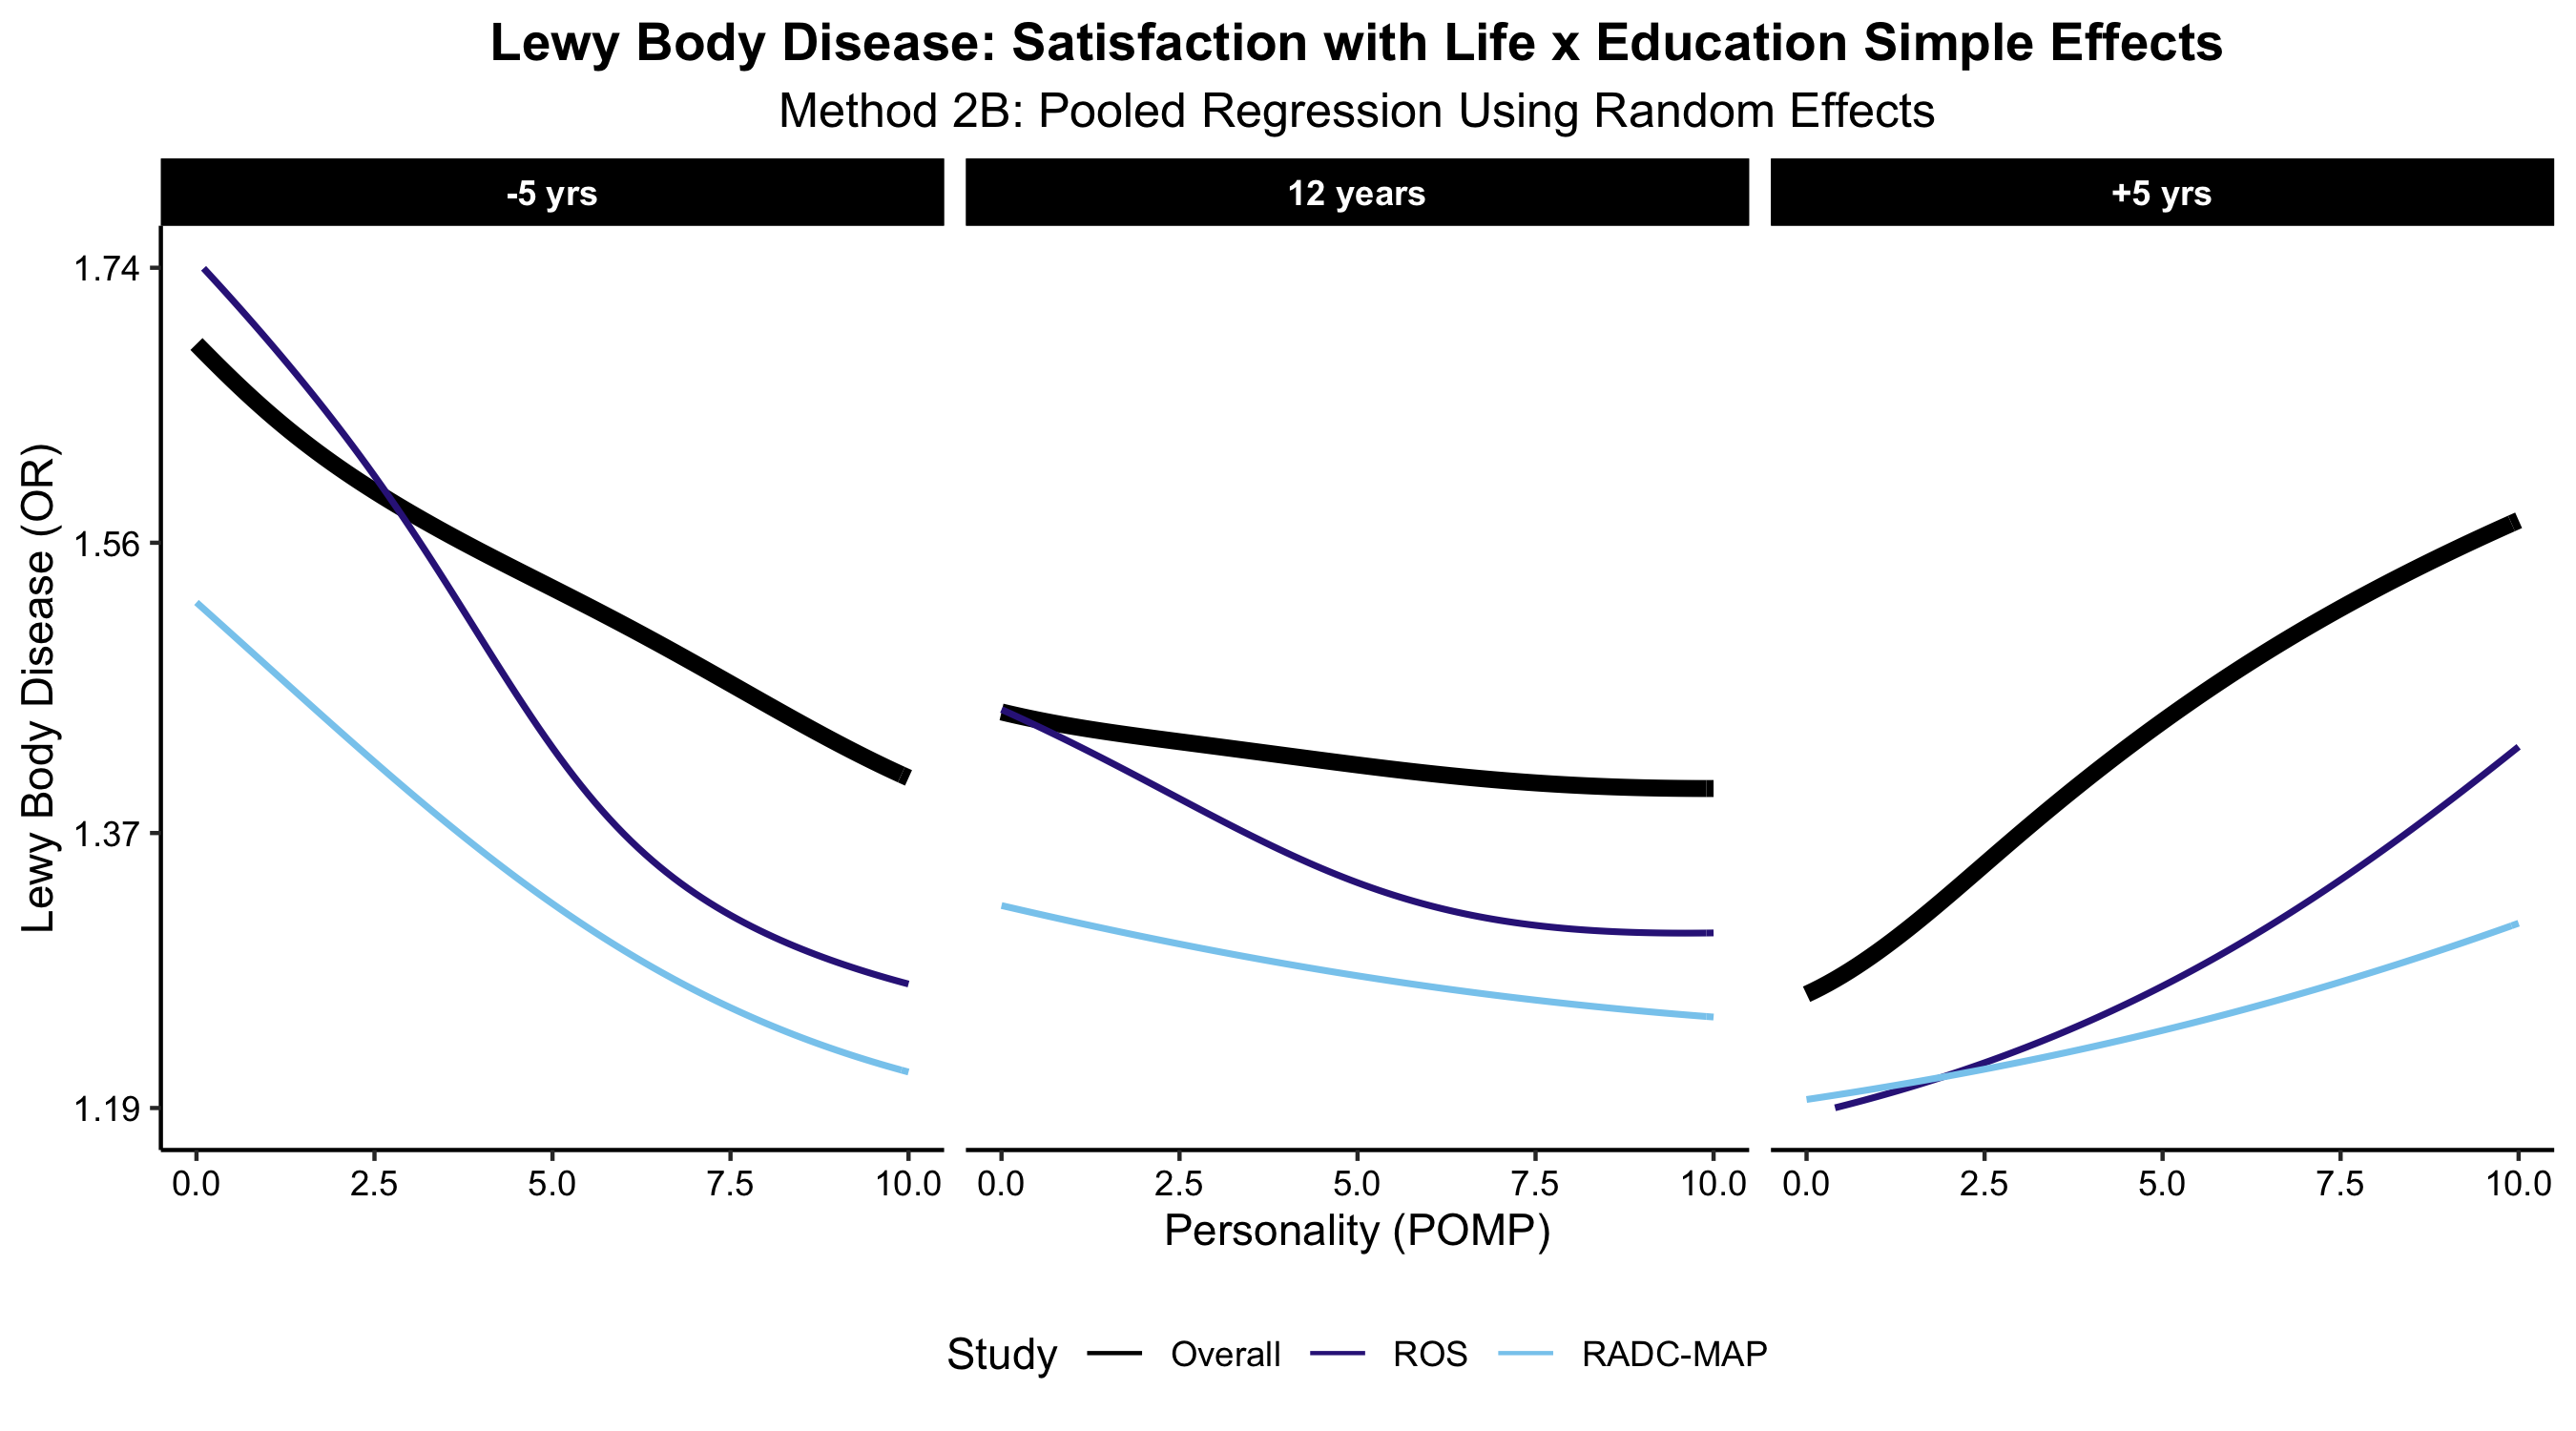 Lewy Body Disease: Satisfaction with Life x Education Simple Effects
Method 2B: Pooled Regression Using Random Effects
-5 yrs
12 years
+5 yrs
Lewy Body Disease (OR)
1.74
1.56
1.37
1.19
0.0 2.5 5.0 7.5 10.0
0.0 2.5 5.0 7.5 10.0
0.0 2.5 5.0 7.5 10.0
Personality (POMP)
Study Overall ROS RADC-MAP